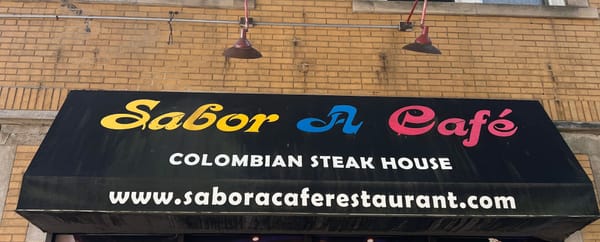 Sabor A Café
COLOMBIAN STEAK HOUSE
www.saboracaferestaurant.com